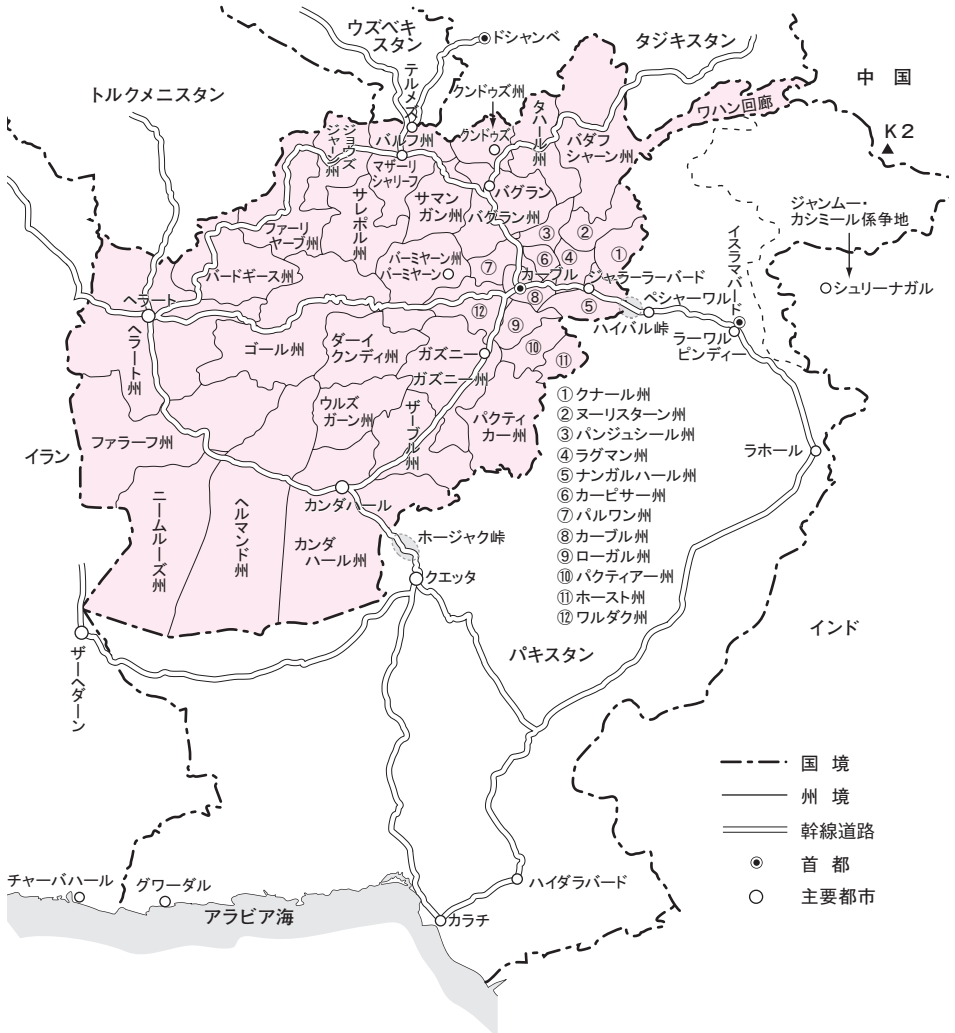 ウズベキ
スタン
ドシャンベ
タジキスタン
中国
トルクメニスタン
テルメズ
クンドゥズ州
ワハン回廊
K2
ジョウズ
ジャーン州
バルフ州
クンドゥズ
タハール州
バダフ
シャーン州
マザーリ
シャリーフ
バグラン
ジャンムー・
カシミール係争地
サレポル州
サマン
ガン州
バグラン州
ファーリ
ヤーブ州
③
②
⑥
④
①
イスラマバード
バードギース州
バーミヤーン州
バーミヤーン
⑦
カーブル
ジャラーラーバード
シュリーナガル
ヘラート
⑧
⑤
ペシャーワル
⑫
ハイバル峠
⑨
ラーワル
ピンディー
ヘラート州
ゴール州
ダーイ
クンディ州
ガズニー
⑩
⑪
ガズニー州
①クナール州
②ヌーリスターン州
③パンジュシール州
④ラグマン州
⑤ナンガルハール州
⑥カーピサー州
⑦パルワン州
⑧カーブル州
⑨ローガル州
⑩パクティアー州
⑪ホースト州
⑫ワルダク州
ウルズ
ガーン州
ザーブル州
パクティ
カー州
ファラーフ州
イラン
ラホール
カンダハール
ニームルーズ州
ヘルマンド州
カンダ
ハール州
ホージャク峠
クエッタ
インド
パキスタン
ザーヘダーン
国境
州境
幹線道路
首都
主要都市
チャーバハール
グワーダル
ハイダラバード
アラビア海
カラチ